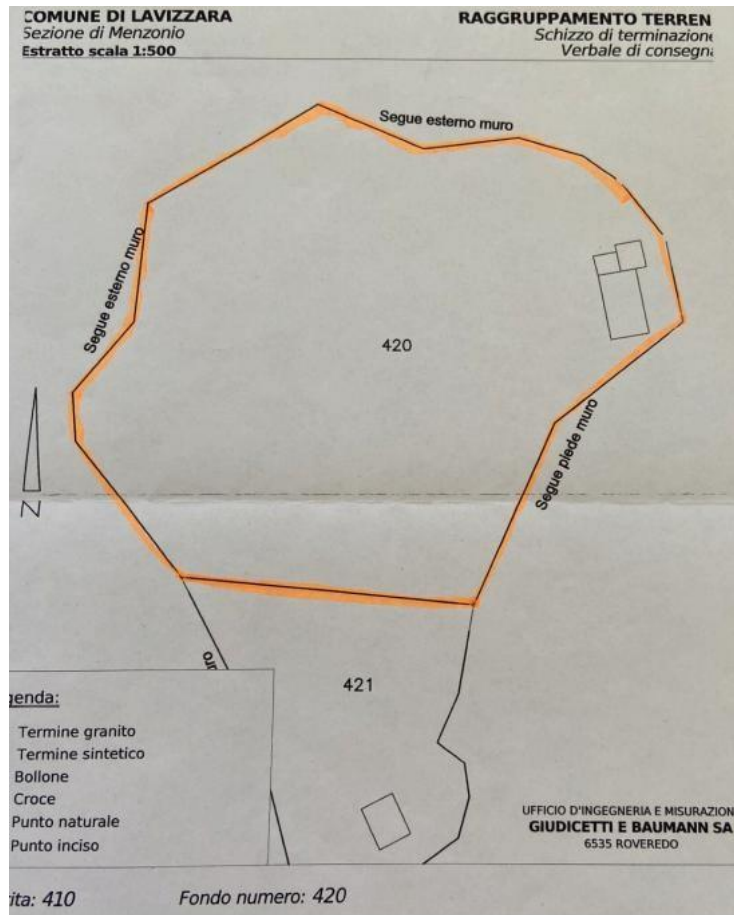 COMUNE DI LAVIZZARA
Sezione di Menzonio
Estratto scala 1:500
RAGGRUPPAMENTO TERREN
Schizzo di terminazione
Verbale di consegna
Segue esterno muro
Segue esterno muro
420
Segue piede muro
N
uro
421
genda:
Termine granito
Termine sintetico
Bollone
Croce
Punto naturale
Punto inciso
UFFICIO D'INGEGNERIA E MISURAZION
GIUDICETTI E BAUMANN SA
6535 ROVEREDO
ita: 410 Fondo numero: 420